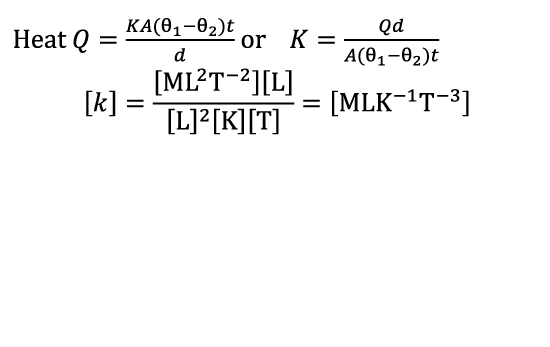 Heat Q = KA(θ₁−θ₂)t/d or K = Qd/A(θ₁−θ₂)t
[k] = [ML²T⁻²][L]/[L]²[K][T] = [MLK⁻¹T⁻³]